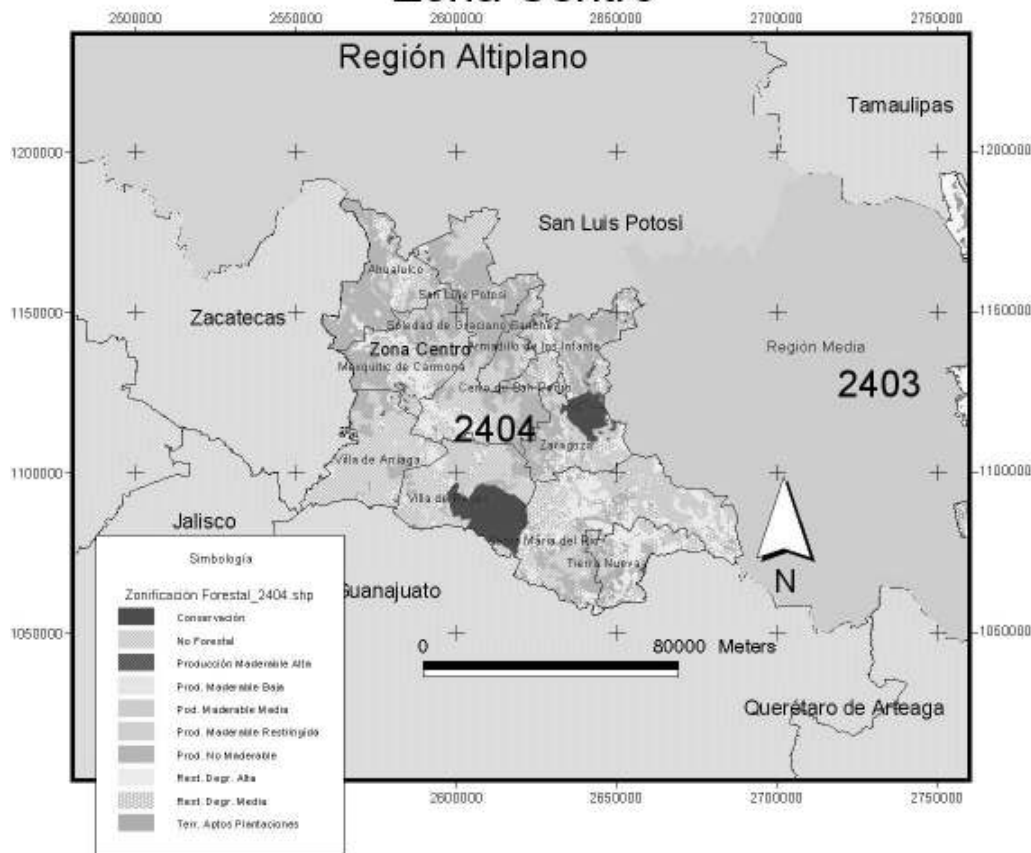 Zona Centro
2500000 2550000 2600000 2650000 2700000 2750000
Región Altiplano
Tamaulipas
1200000 1200000
San Luis Potosi
Ahualulco
San Luis Potosi
1150000 1150000
Zacatecas
Soledad de Graciano Sanchez
Zona Centro
Armadillo de los Infante
Región Media
Mexquitic de Carmona
Cerro de San Pedro
2403
2404
Zaragoza
Villa de Arriaga
1100000 1100000
Villa de Reyes
Jalisco
Santa Maria del Rio
Tierra Nueva
N
Guanajuato
1050000 1050000
0 80000 Meters
Querétaro de Arteaga
Simbología
Zonificación Forestal_2404.shp
Conservación
No Forestal
Producción Maderable Alta
Prod. Maderable Baja
Pod. Maderable Media
Prod. Maderable Restringida
Prod. No Maderable
Rest. Degr. Alta
Rest. Degr. Media
Terr. Aptos Plantaciones
2600000 2650000 2700000 2750000